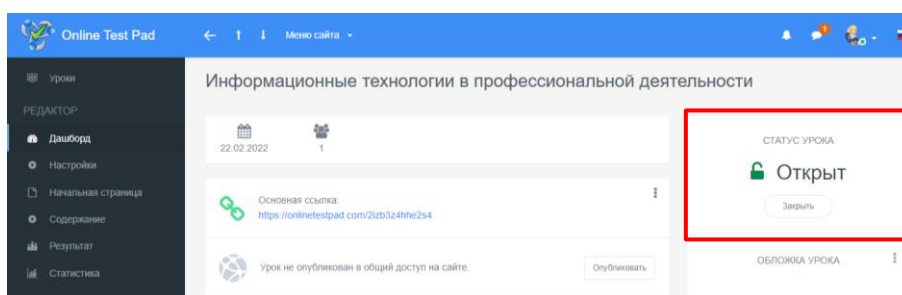 Online Test Pad
Меню сайта
Уроки
РЕДАКТОР
Дашборд
Настройки
Начальная страница
Содержание
Результат
Статистика
Информационные технологии в профессиональной деятельности
22.02.2022
1
Основная ссылка:
https://onlinetestpad.com/2izb3z4hhe2s4
Урок не опубликован в общий доступ на сайте.
Опубликовать
СТАТУС УРОКА
Открыт
Закрыть
ОБЛОЖКА УРОКА